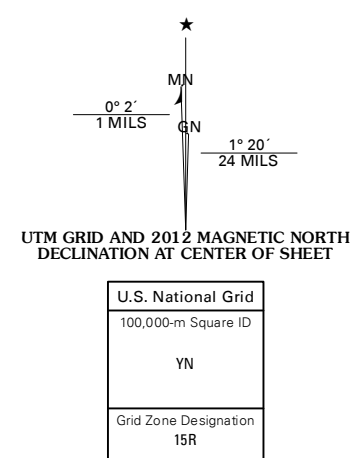 ★
MN
0° 2´
1 MILS
GN
1° 20´
24 MILS
UTM GRID AND 2012 MAGNETIC NORTH
DECLINATION AT CENTER OF SHEET
U.S. National Grid
100,000-m Square ID
YN
Grid Zone Designation
15R